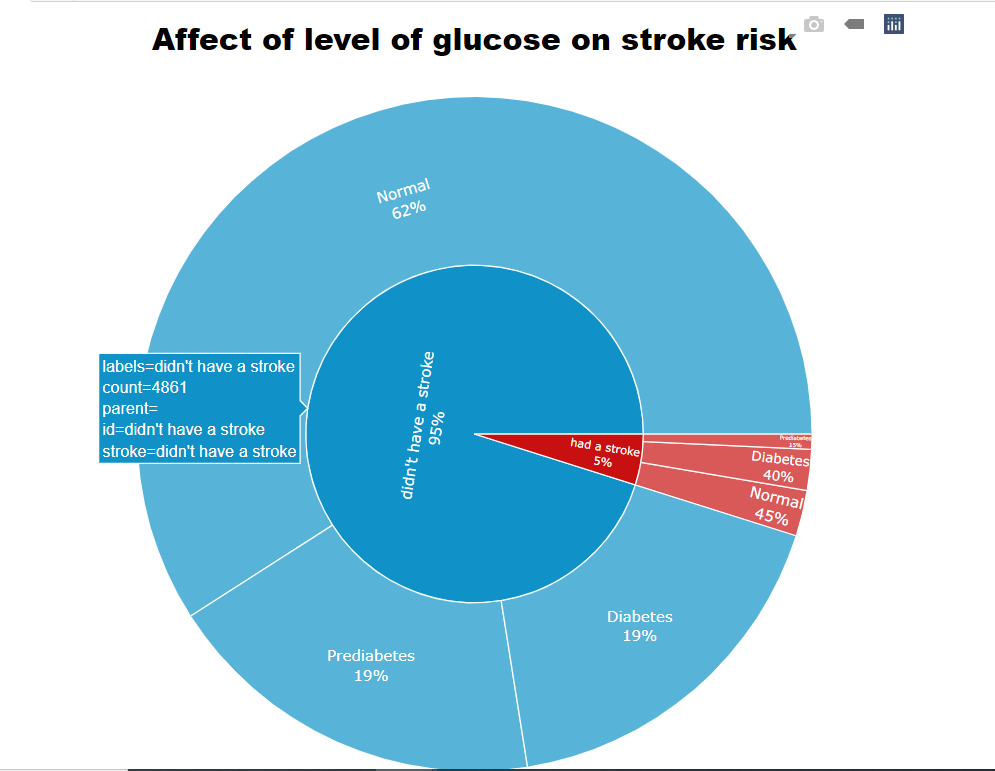 Affect of level of glucose on stroke risk
Normal
62%
labels=didn't have a stroke
count=4861
parent=
id=didn't have a stroke
stroke=didn't have a stroke
didn't have a stroke
95%
had a stroke
5%
Prediabetes
15%
Diabetes
40%
Normal
45%
Diabetes
19%
Prediabetes
19%